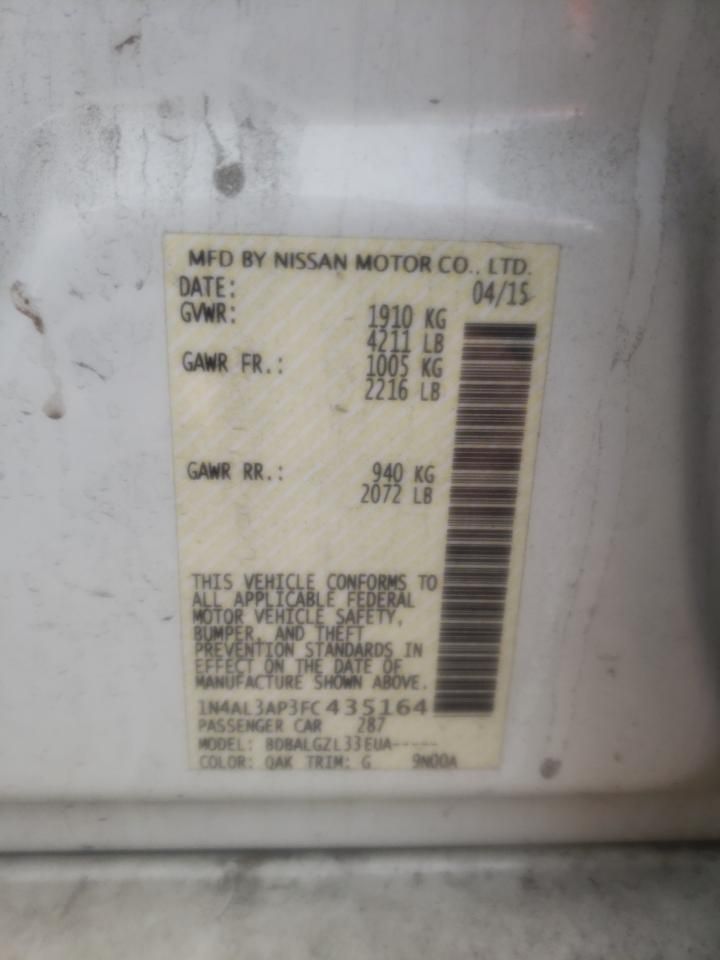 MFD BY NISSAN MOTOR CO., LTD.
DATE: 04/15
GVWR: 1910 KG
4211 LB
GAWR FR.: 1005 KG
2216 LB
GAWR RR.: 940 KG
2072 LB
THIS VEHICLE CONFORMS TO
ALL APPLICABLE FEDERAL
MOTOR VEHICLE SAFETY,
BUMPER, AND THEFT
PREVENTION STANDARDS IN
EFFECT ON THE DATE OF
MANUFACTURE SHOWN ABOVE.
1N4AL3AP3FC435164
PASSENGER CAR 287
MODEL: BDBALGZL33EUA-----
COLOR: QAK TRIM: G 9N00A